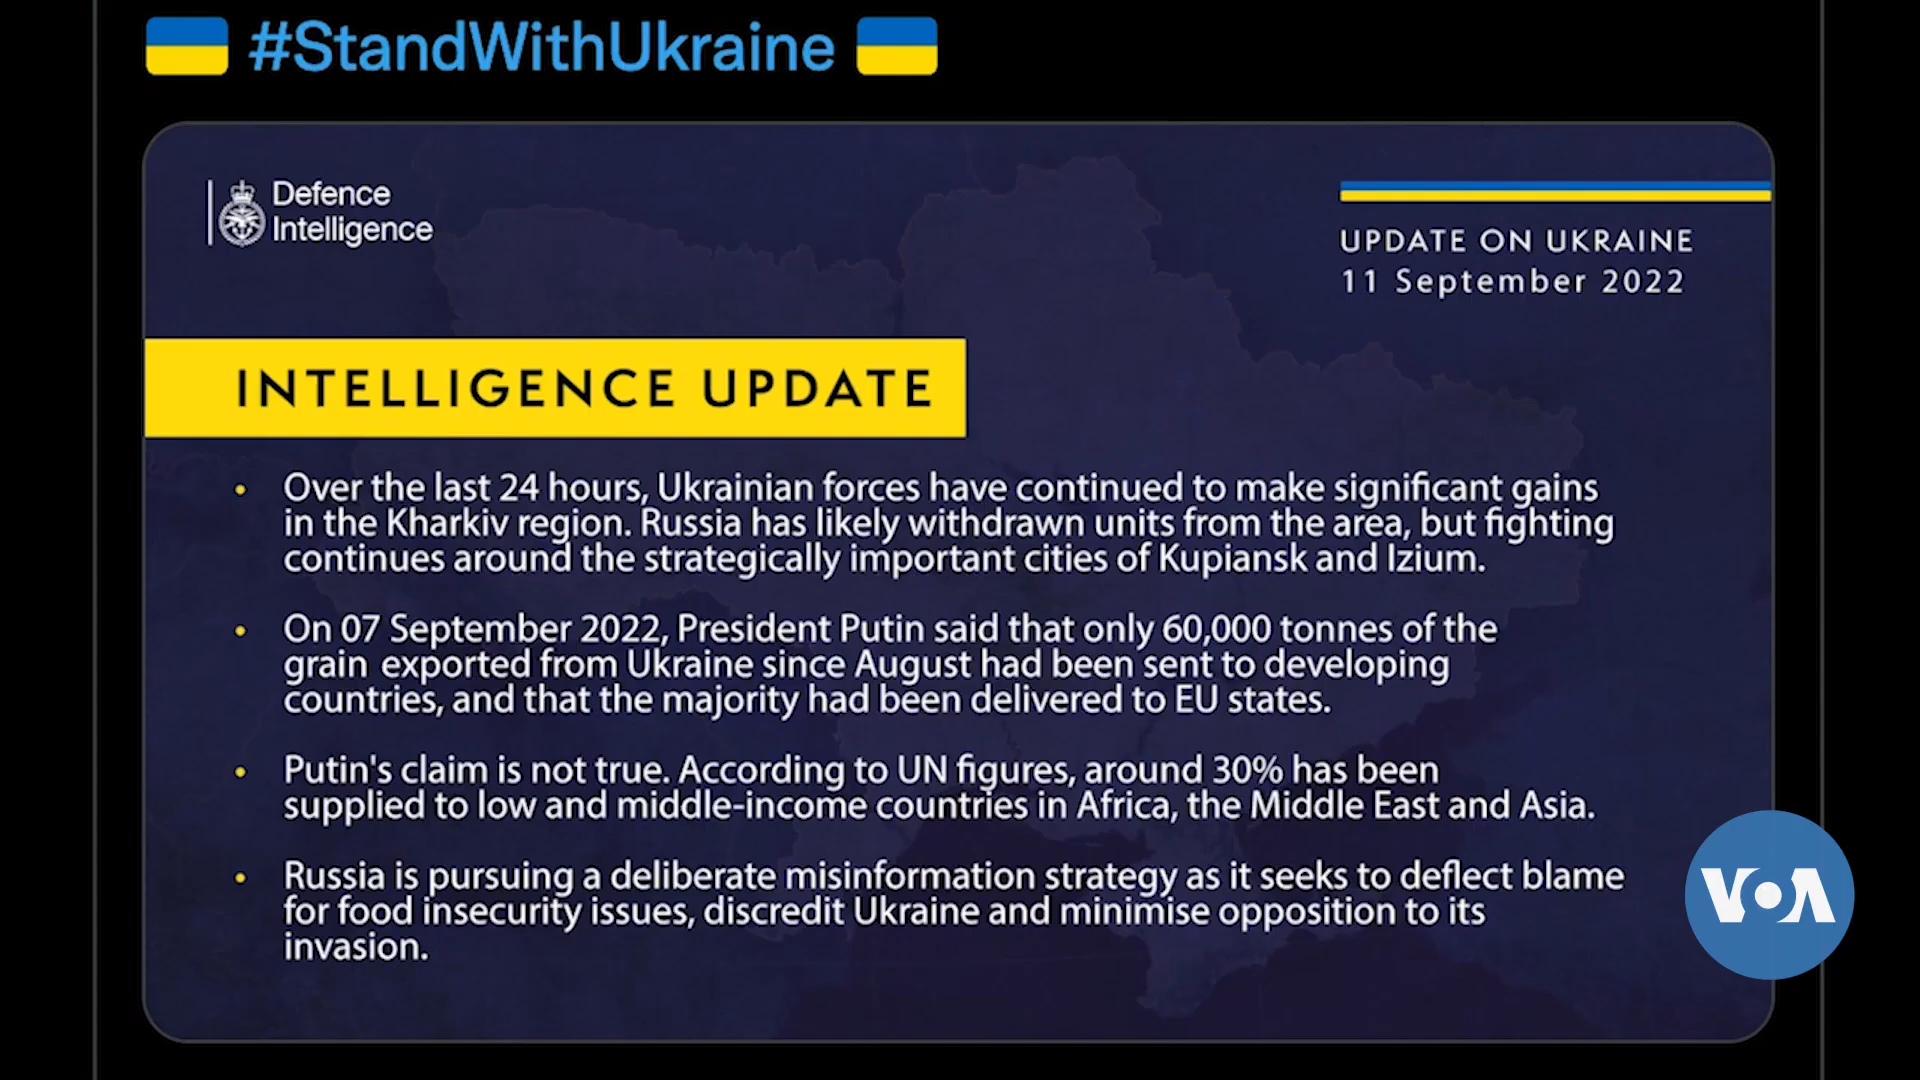 #StandWithUkraine
Defence
Intelligence
UPDATE ON UKRAINE
11 September 2022
INTELLIGENCE UPDATE
• Over the last 24 hours, Ukrainian forces have continued to make significant gains
in the Kharkiv region. Russia has likely withdrawn units from the area, but fighting
continues around the strategically important cities of Kupiansk and Izium.
• On 07 September 2022, President Putin said that only 60,000 tonnes of the
grain exported from Ukraine since August had been sent to developing
countries, and that the majority had been delivered to EU states.
• Putin's claim is not true. According to UN figures, around 30% has been
supplied to low and middle-income countries in Africa, the Middle East and Asia.
• Russia is pursuing a deliberate misinformation strategy as it seeks to deflect blame
for food insecurity issues, discredit Ukraine and minimise opposition to its
invasion.
VOA